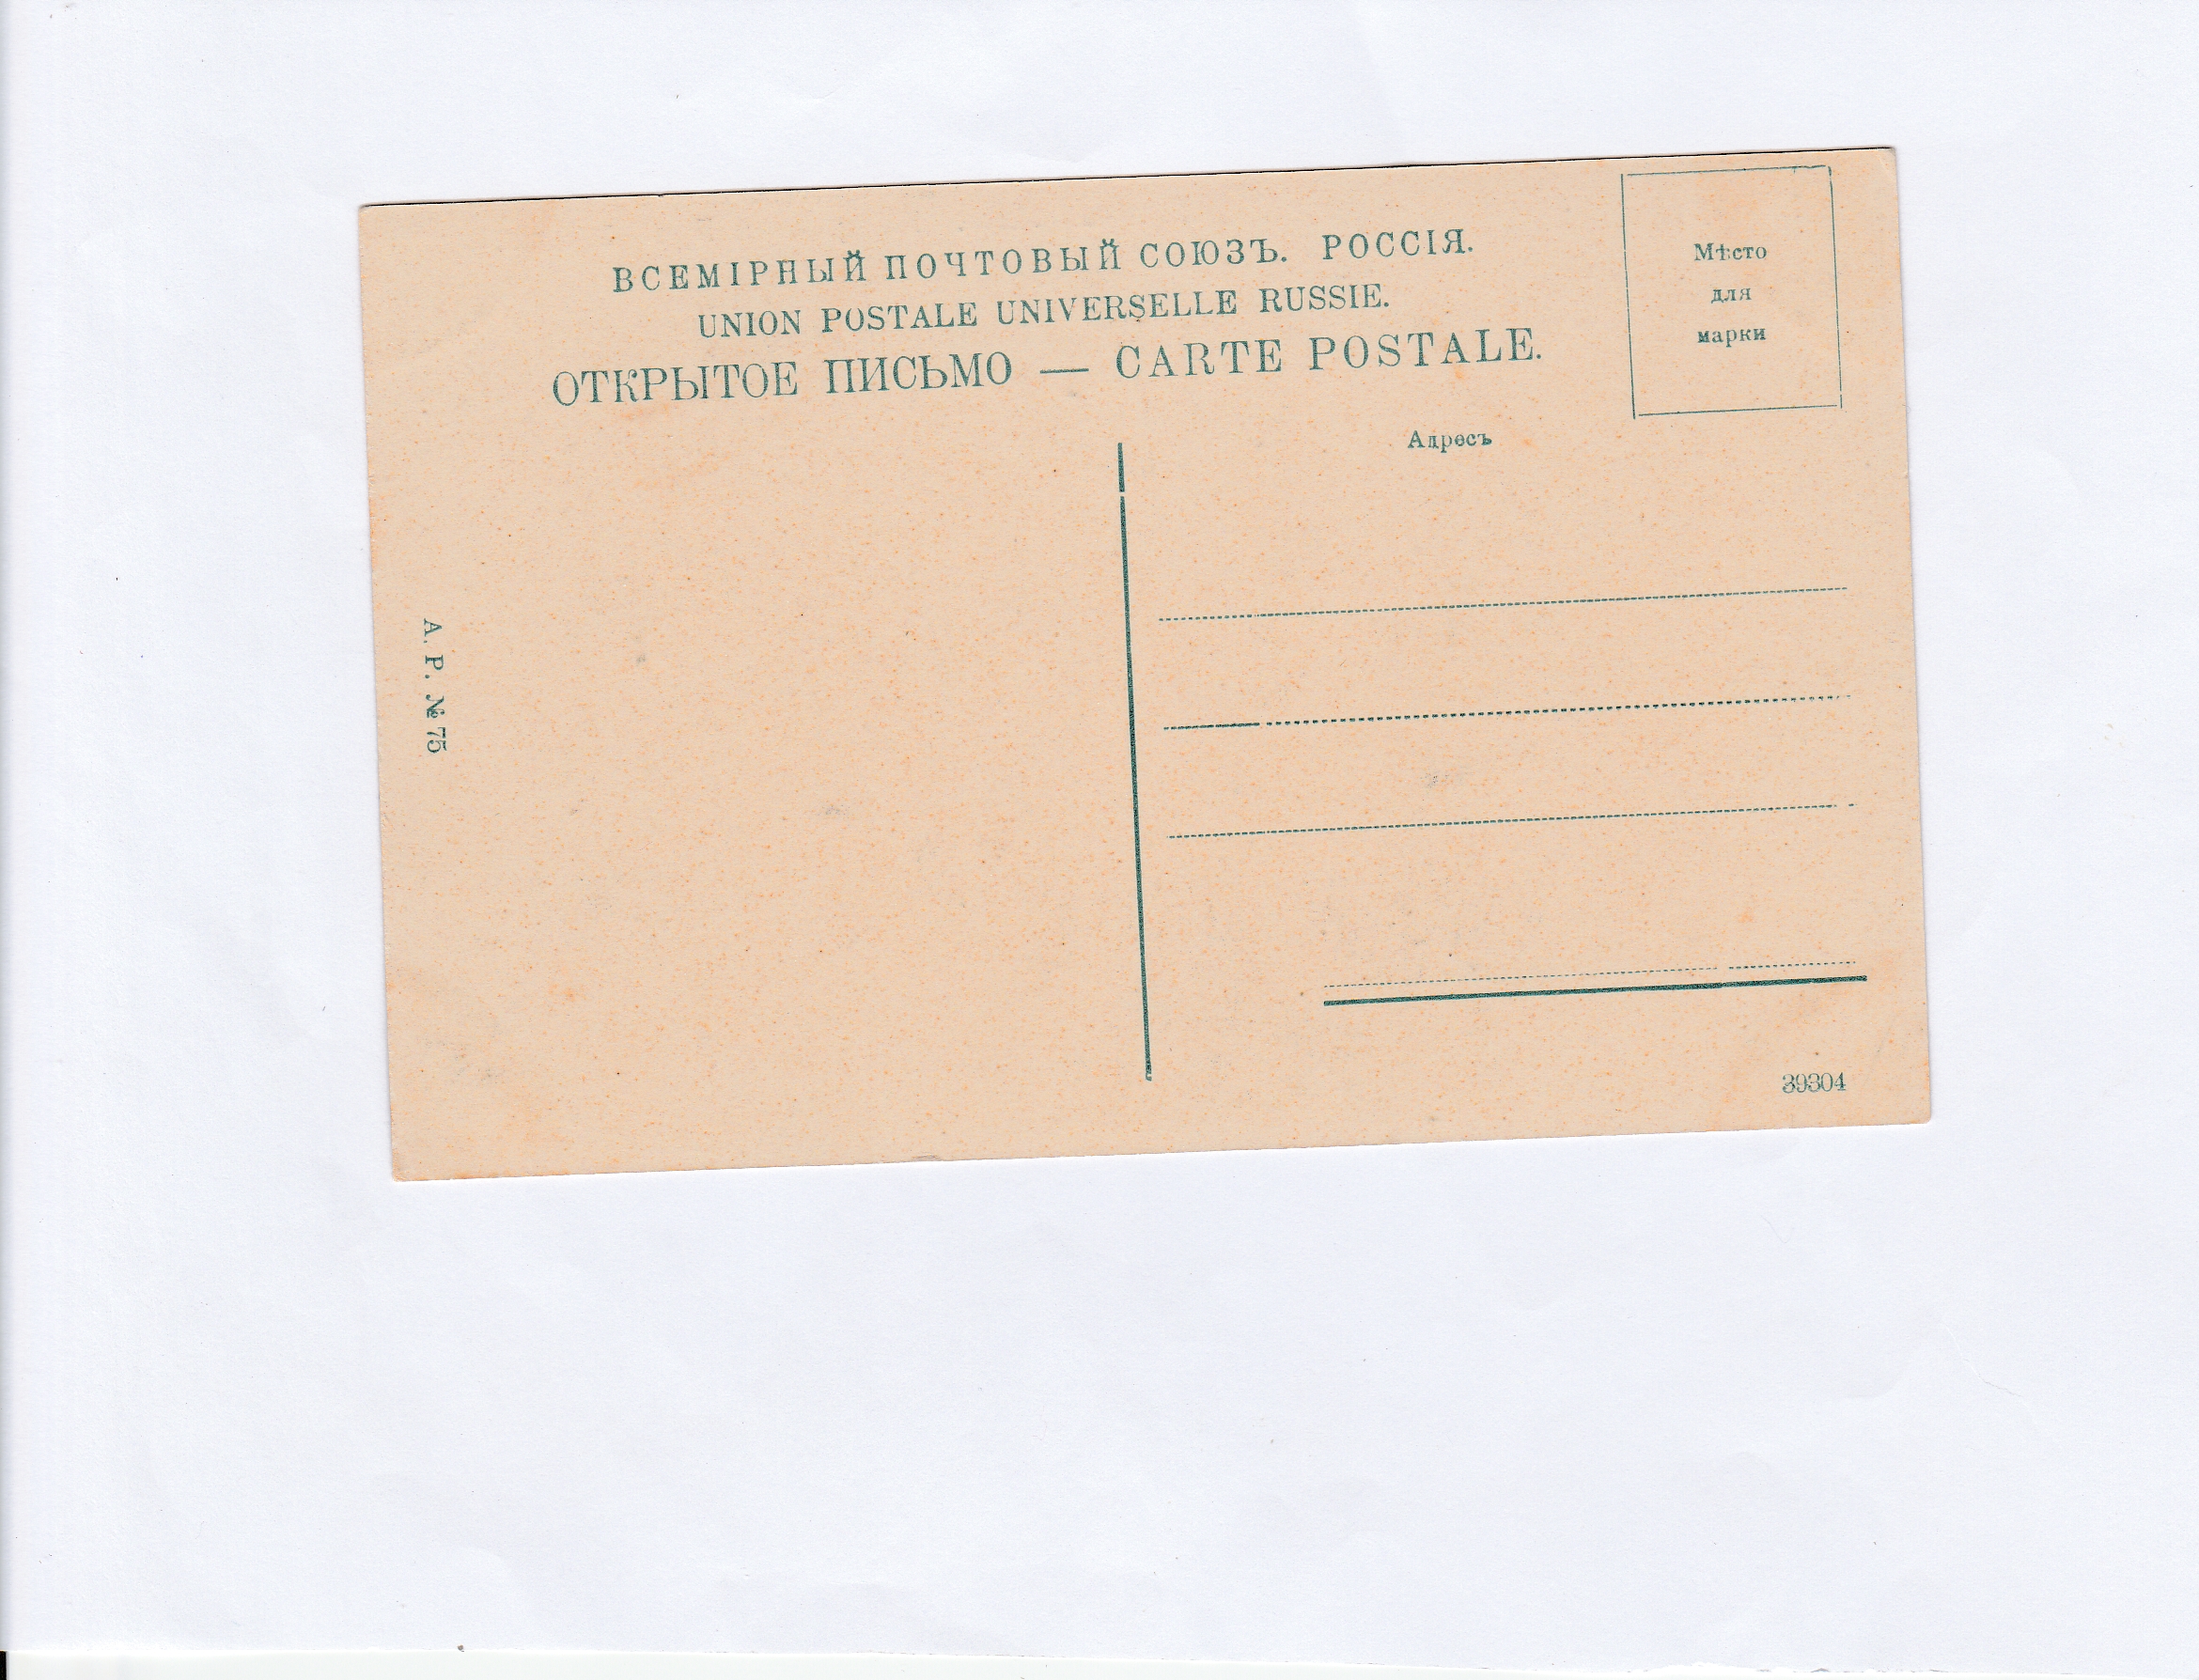 ВСЕМІРНЫЙ ПОЧТОВЫЙ СОЮЗЪ. РОССІЯ.
UNION POSTALE UNIVERSELLE RUSSIE.
ОТКРЫТОЕ ПИСЬМО — CARTE POSTALE.
Мѣсто
для
марки
Адресъ
А. Р. № 75
39304